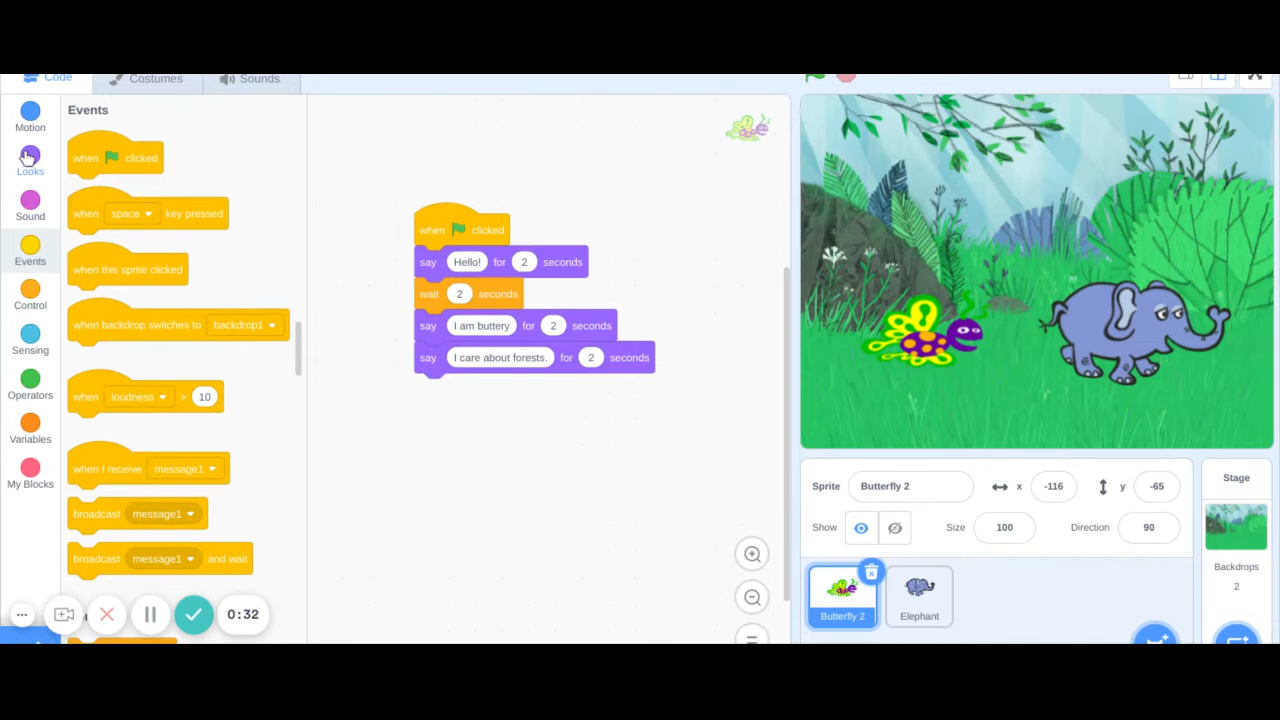 Code Costumes Sounds
Motion
Looks
Sound
Events
Control
Sensing
Operators
Variables
My Blocks
Events
when clicked
when space key pressed
when this sprite clicked
when backdrop switches to backdrop1
when loudness > 10
when I receive message1
broadcast message1
broadcast message1 and wait
0:32
when clicked
say Hello! for 2 seconds
wait 2 seconds
say I am buttery for 2 seconds
say I care about forests. for 2 seconds
Sprite Butterfly 2 x -116 y -65
Show Size 100 Direction 90
Butterfly 2
Elephant
Stage
Backdrops
2